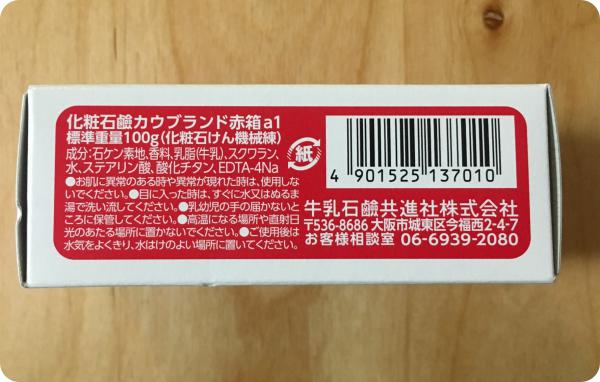 化粧石鹸カウブランド赤箱a1
標準重量100g(化粧石けん機械練)
成分:石ケン素地、香料、乳脂(牛乳)、スクワラン、
水、ステアリン酸、酸化チタン、EDTA-4Na
●お肌に異常のある時や異常が現れた時は、使用しな
いでください。●目に入った時は、すぐに水又はぬるま
湯で洗い流してください。●乳幼児の手の届かないと
ころに保管してください。●高温になる場所や直射日
光のあたる場所に置かないでください。●ご使用後は
水気をよくきり、水はけのよい場所に置いてください。
紙
4 901525 137010
牛乳石鹸共進社株式会社
〒536-8686 大阪市城東区今福西2-4-7
お客様相談室 06-6939-2080